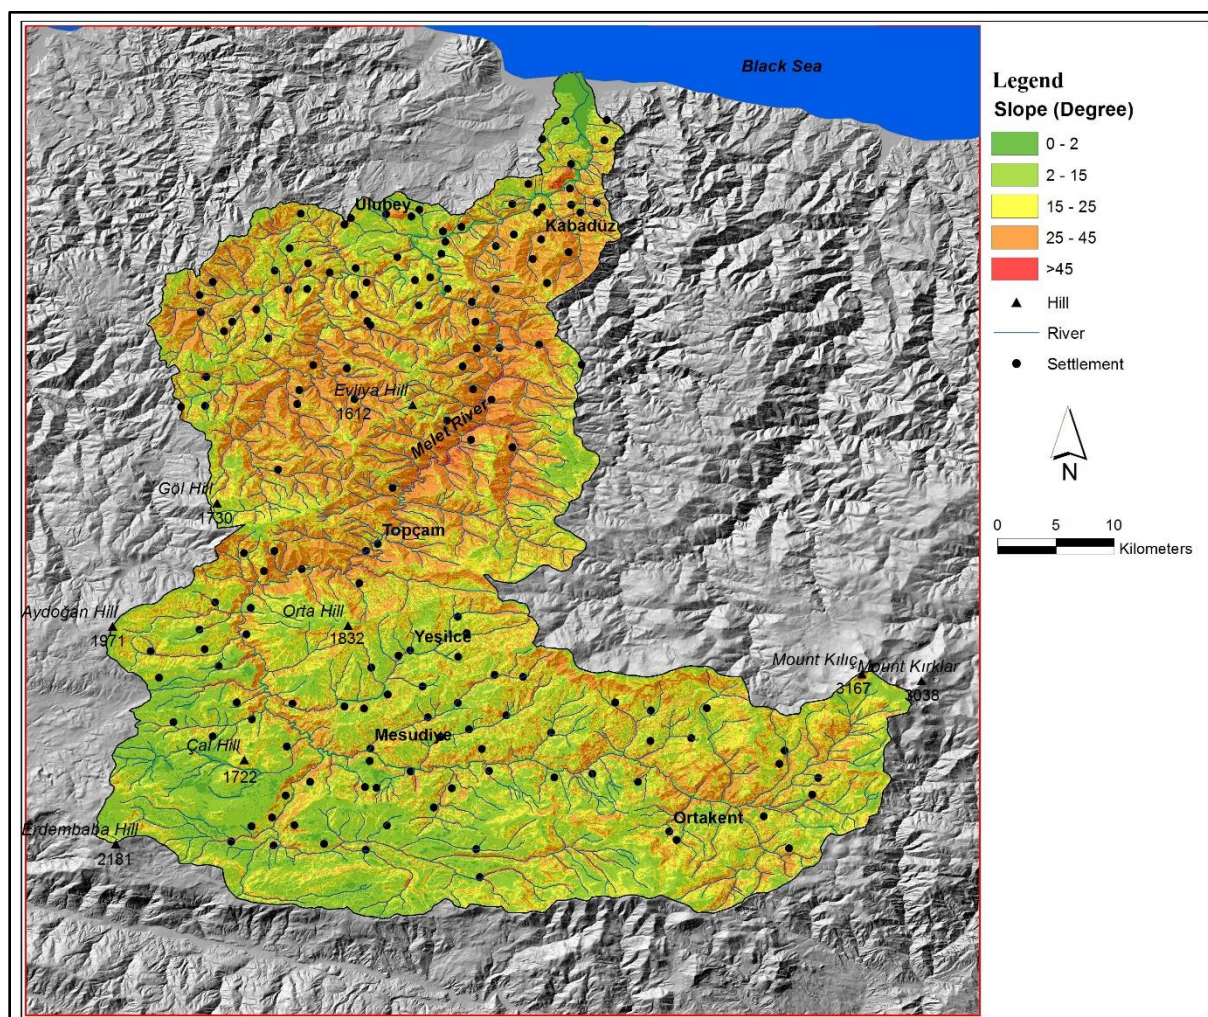 Black Sea
Legend
Slope (Degree)
0 - 2
2 - 15
15 - 25
25 - 45
>45
Hill
River
Settlement
N
0 5 10
Kilometers
Ulubey
Kabadüz
Evliya Hill
1612
Melet River
Göl Hill
1730
Topçam
Aydoğan Hill
1971
Orta Hill
1832
Yeşilce
Mount Kılıç
3167
Mount Kırklar
3038
Mesudiye
Çal Hill
1722
Ortakent
Erdembaba Hill
2181